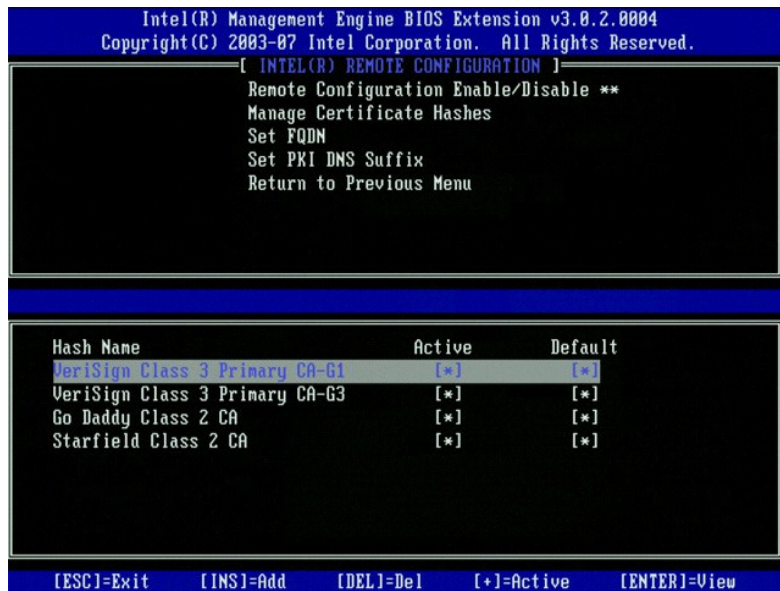 Intel(R) Management Engine BIOS Extension v3.0.2.0004
Copyright(C) 2003-07 Intel Corporation. All Rights Reserved.
[ INTEL(R) REMOTE CONFIGURATION ]
Remote Configuration Enable/Disable **
Manage Certificate Hashes
Set FQDN
Set PKI DNS Suffix
Return to Previous Menu
Hash Name Active Default
VeriSign Class 3 Primary CA-G1 [*] [*]
VeriSign Class 3 Primary CA-G3 [*] [*]
Go Daddy Class 2 CA [*] [*]
Starfield Class 2 CA [*] [*]
[ESC]=Exit [INS]=Add [DEL]=Del [+]=Active [ENTER]=View